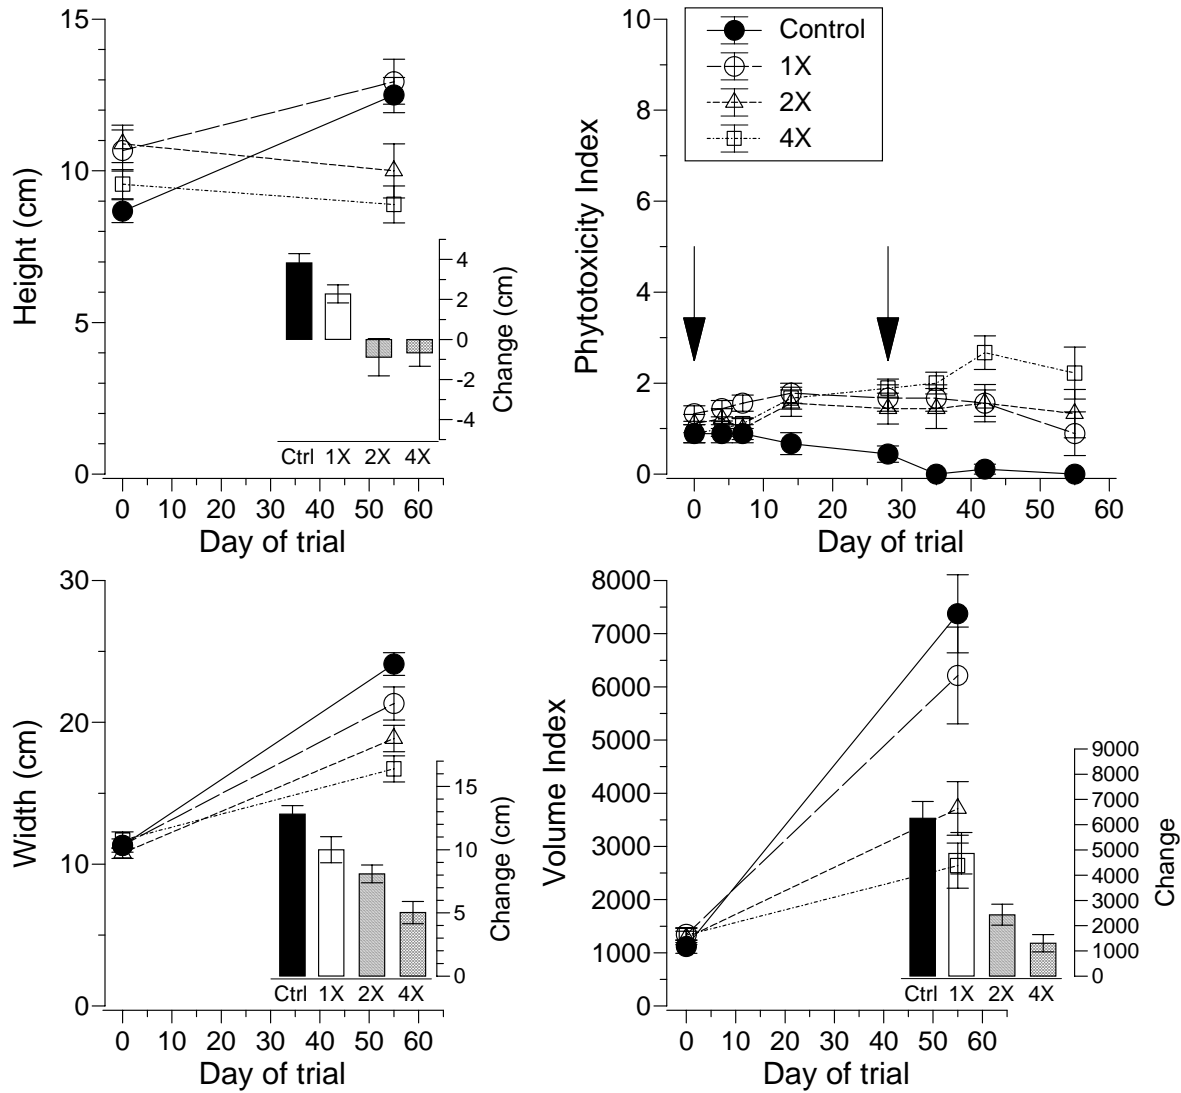 15
10
5
0
Height (cm)
4
2
0
-2
-4
Change (cm)
Ctrl 1X 2X 4X
0 10 20 30 40 50 60
Day of trial
10
8
6
4
2
0
Phytotoxicity Index
Control
1X
2X
4X
0 10 20 30 40 50 60
Day of trial
30
20
10
0
Width (cm)
15
10
5
0
Change (cm)
Ctrl 1X 2X 4X
0 10 20 30 40 50 60
Day of trial
8000
7000
6000
5000
4000
3000
2000
1000
0
Volume Index
9000
8000
7000
6000
5000
4000
3000
2000
1000
0
Change
Ctrl 1X 2X 4X
0 10 20 30 40 50 60
Day of trial